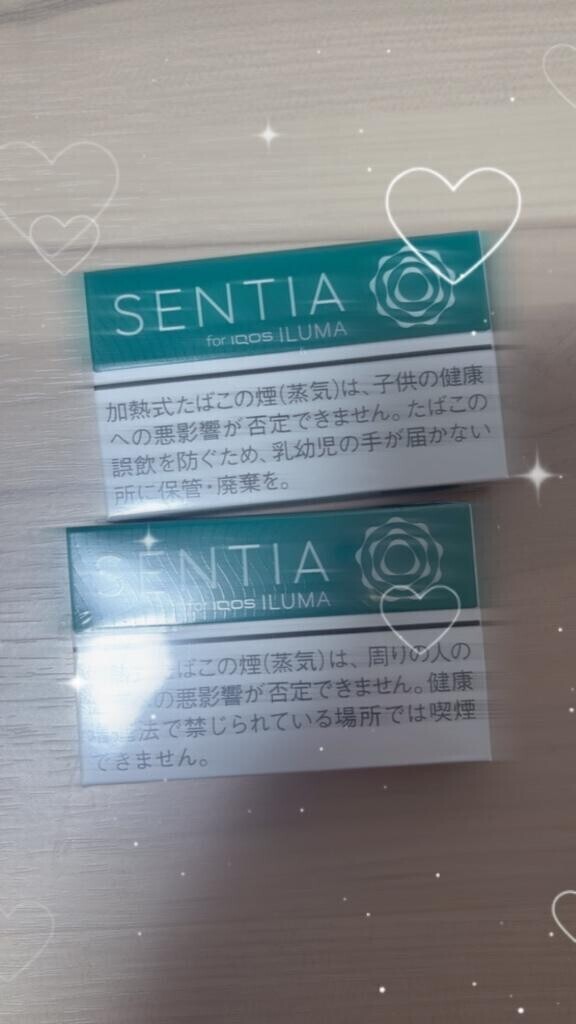 SENTIA
for IQOS ILUMA
加熱式たばこの煙(蒸気)は、子供の健康
への悪影響が否定できません。たばこの
誤飲を防ぐため、乳幼児の手が届かない
所に保管・廃棄を。
SENTIA
for IQOS ILUMA
たばこの煙(蒸気)は、周りの人の
の悪影響が否定できません。健康
法で禁じられている場所では喫煙
できません。